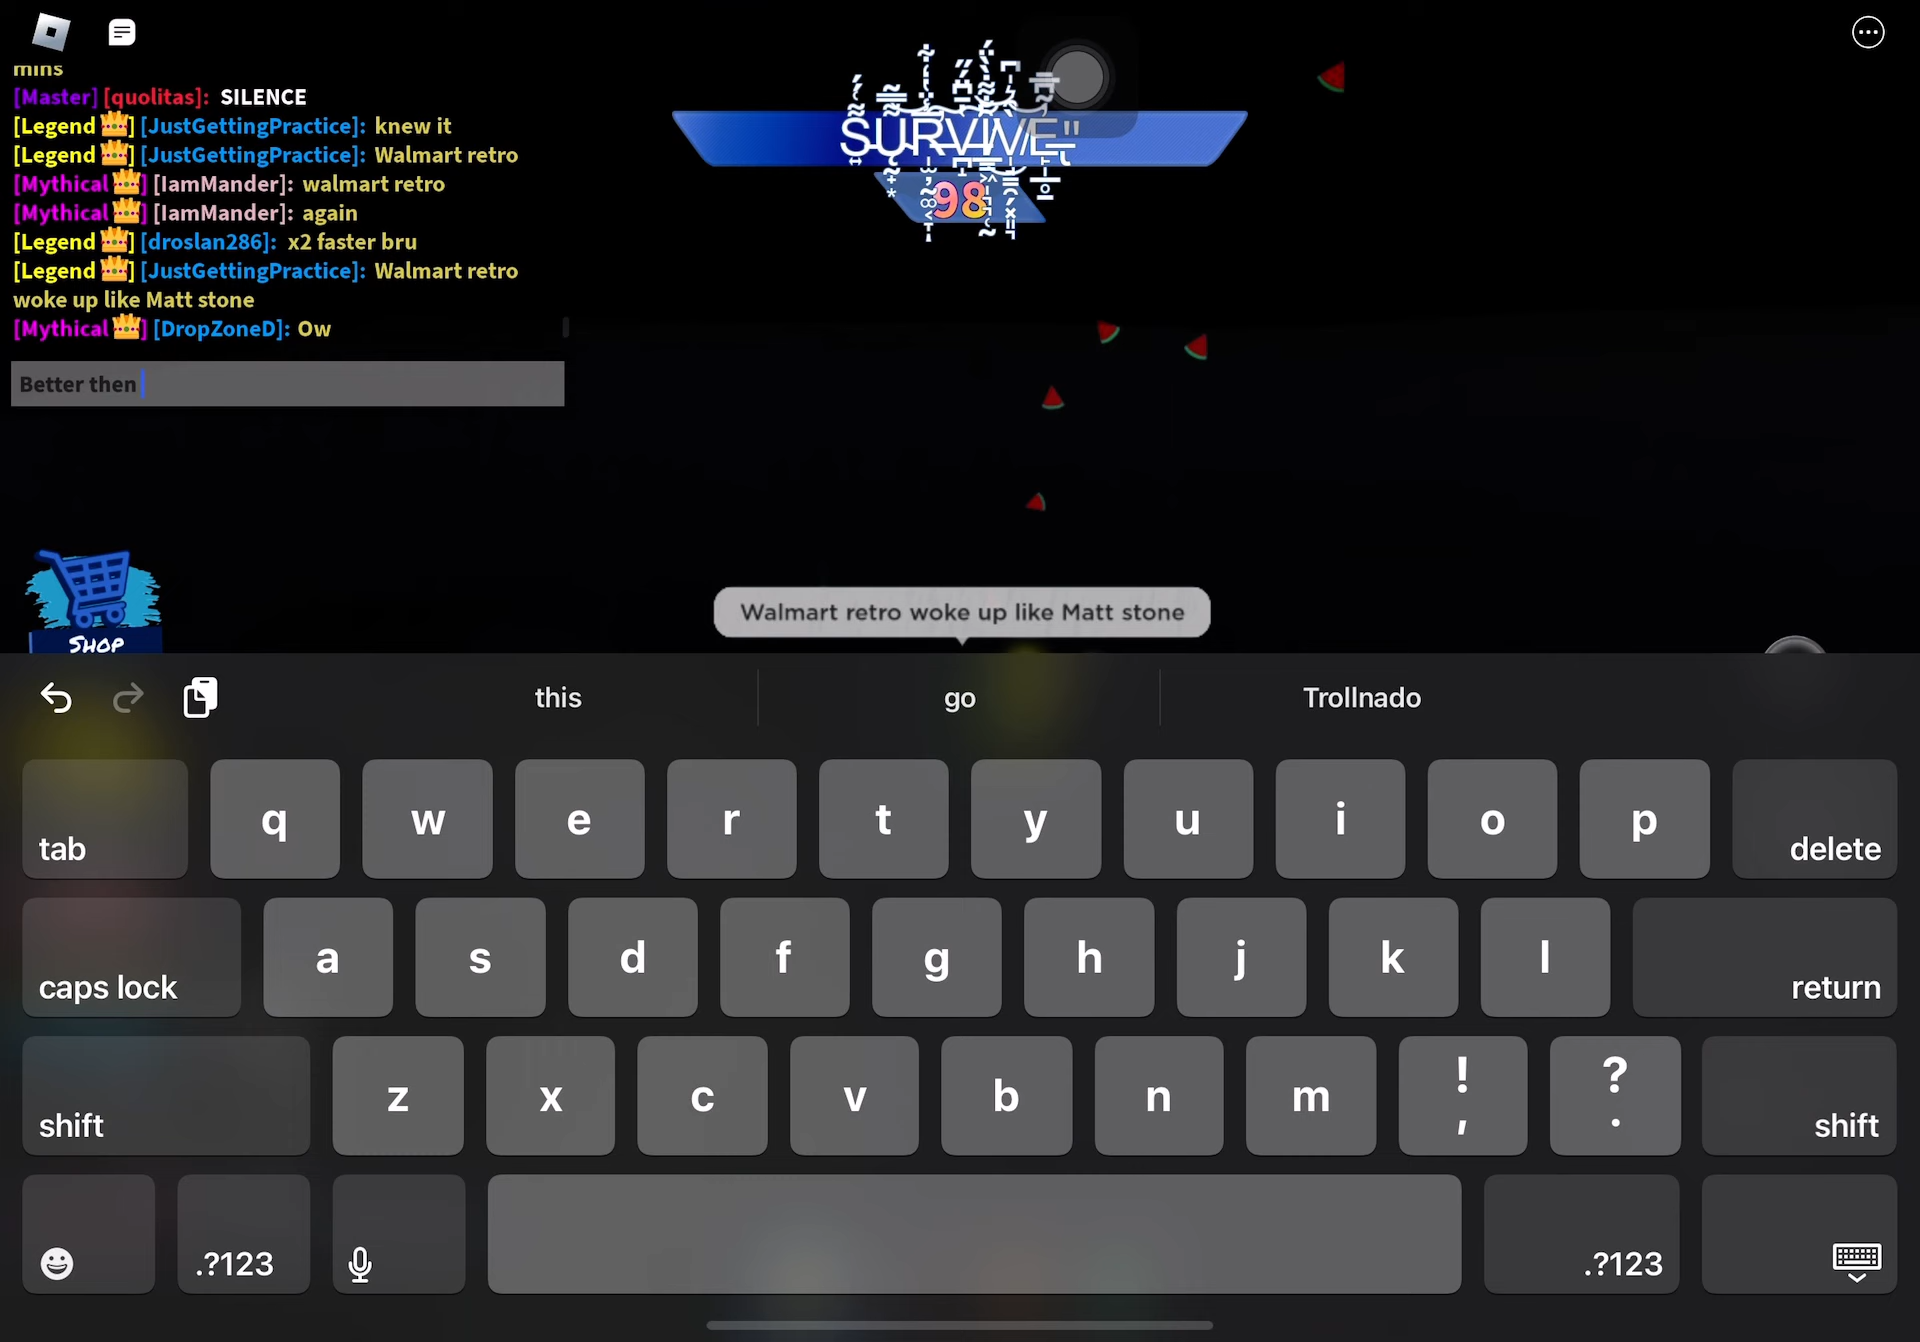 mins
[Master] [quolitas]: SILENCE
[Legend👑] [JustGettingPractice]: knew it
[Legend👑] [JustGettingPractice]: Walmart retro
[Mythical👑] [IamMander]: walmart retro
[Mythical👑] [IamMander]: again
[Legend👑] [droslan286]: x2 faster bru
[Legend👑] [JustGettingPractice]: Walmart retro
woke up like Matt stone
[Mythical👑] [DropZoneD]: Ow
Better then
SURVIVE"
98
SHOP
Walmart retro woke up like Matt stone
this go Trollnado
tab q w e r t y u i o p delete
caps lock a s d f g h j k l return
shift z x c v b n m ! , ? . shift
.?123 .?123